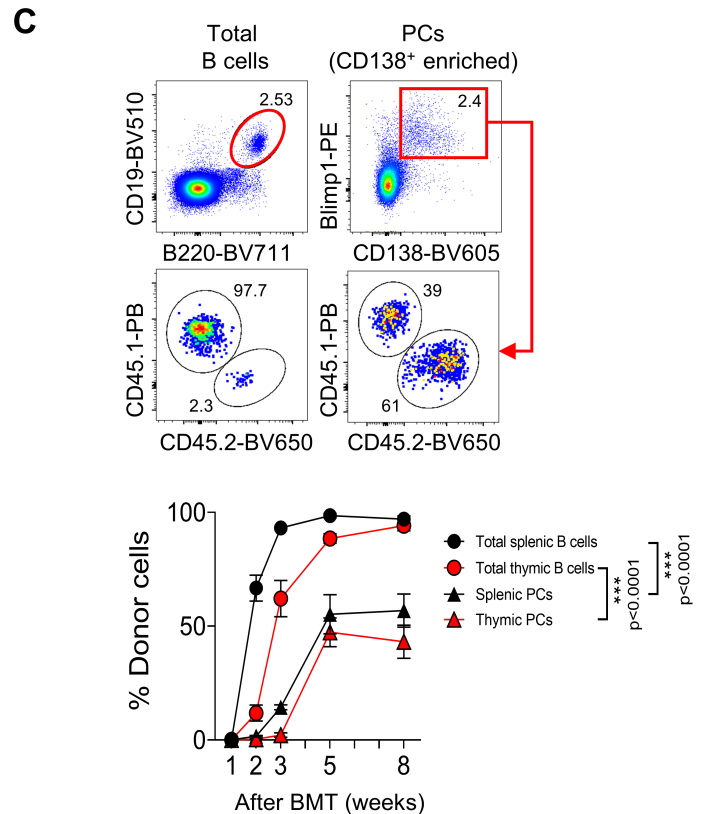 C
Total
B cells
PCs
(CD138⁺ enriched)
CD19-BV510
2.53
B220-BV711
Blimp1-PE
2.4
CD138-BV605
CD45.1-PB
97.7
2.3
CD45.2-BV650
CD45.1-PB
39
61
CD45.2-BV650
% Donor cells
100
50
0
1 2 3 5 8
After BMT (weeks)
Total splenic B cells
Total thymic B cells
Splenic PCs
Thymic PCs
***
p<0.0001
***
p<0.0001